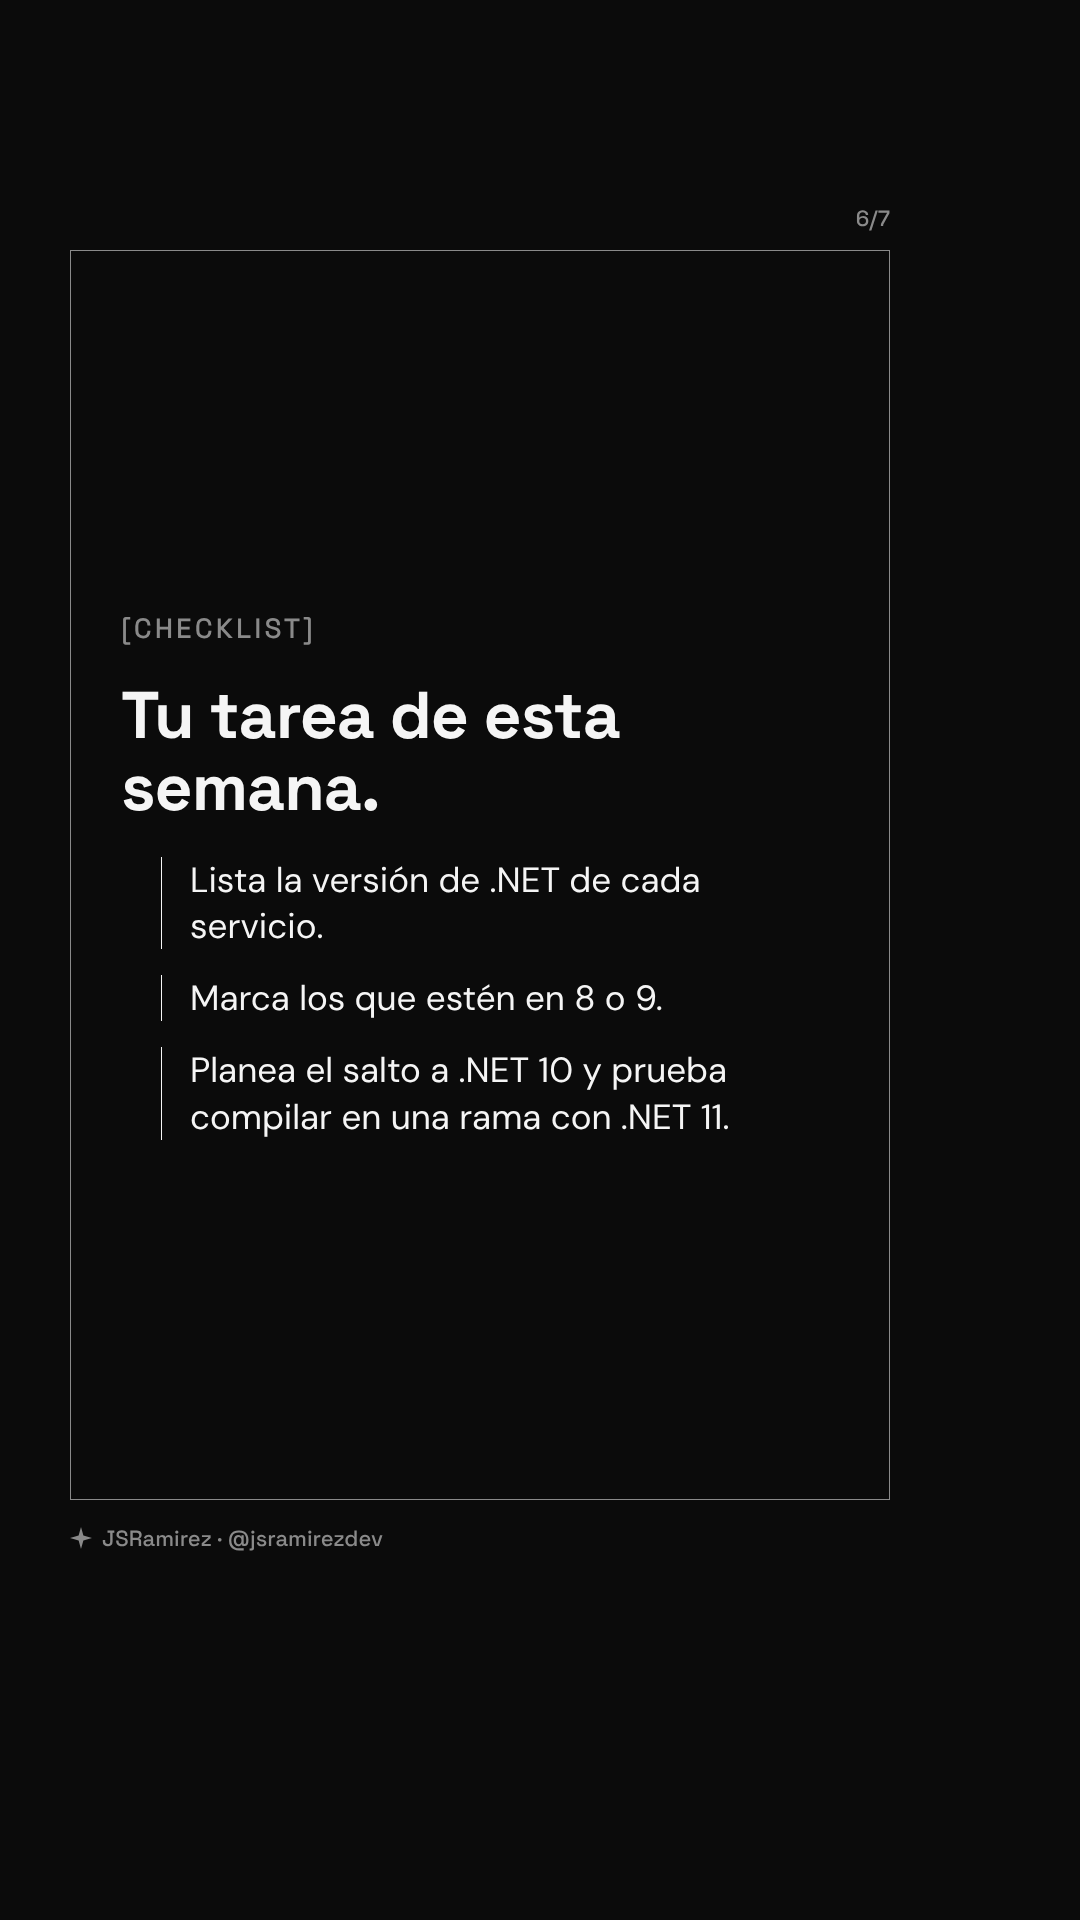 6/7
[CHECKLIST]
Tu tarea de esta
semana.
Lista la versión de .NET de cada
servicio.
Marca los que estén en 8 o 9.
Planea el salto a .NET 10 y prueba
compilar en una rama con .NET 11.
JSRamirez · @jsramirezdev